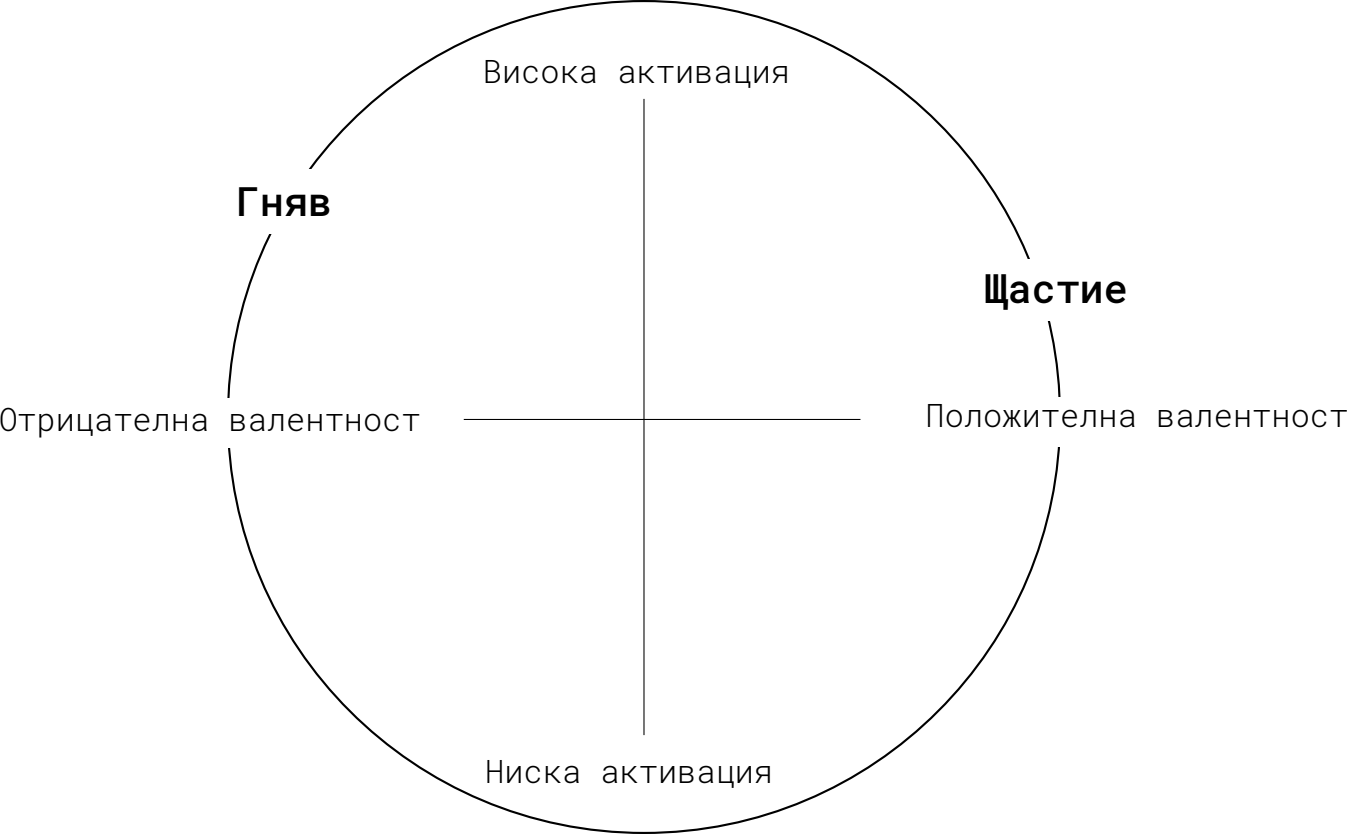 Висока активация
Гняв
Щастие
Отрицателна валентност
Положителна валентност
Ниска активация